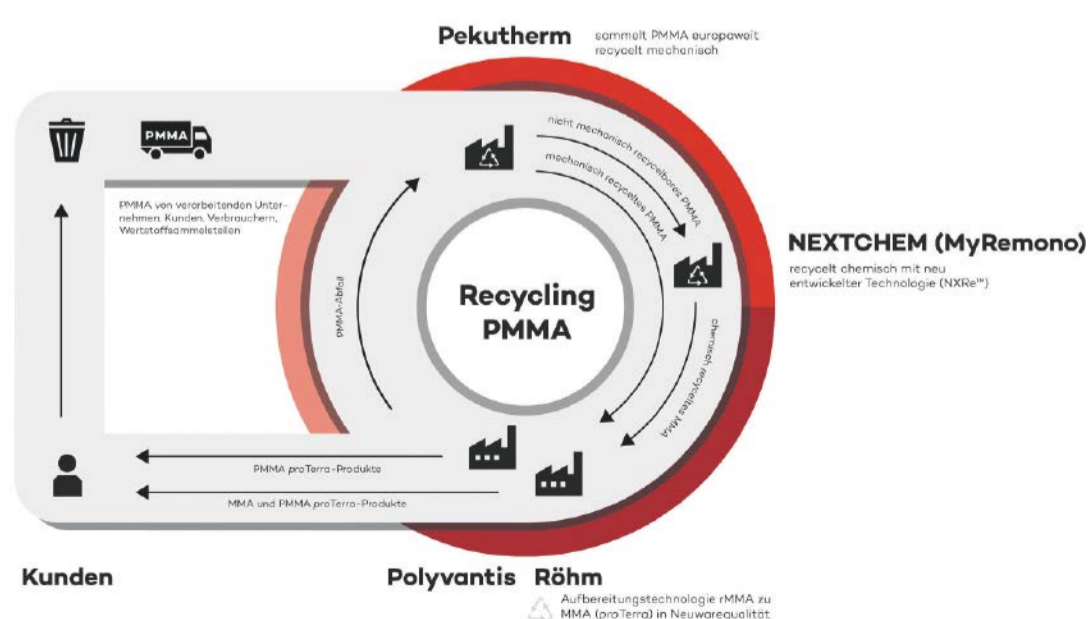 Pekutherm
sammelt PMMA europaweit
recycelt mechanisch
PMMA
nicht mechanisch recycelbares PMMA
mechanisch recyceltes PMMA
PMMA von verarbeitenden Unter-
nehmen, Kunden, Verbrauchern,
Wertstoffsammelstellen
NEXTCHEM (MyRemono)
recycelt chemisch mit neu
entwickelter Technologie (NXRe™)
PMMA-Abfall
Recycling
PMMA
chemisch recyceltes MMA
PMMA proTerra-Produkte
MMA und PMMA proTerra-Produkte
Kunden
Polyvantis
Röhm
Aufbereitungstechnologie rMMA zu
MMA (proTerra) in Neuwarequalität